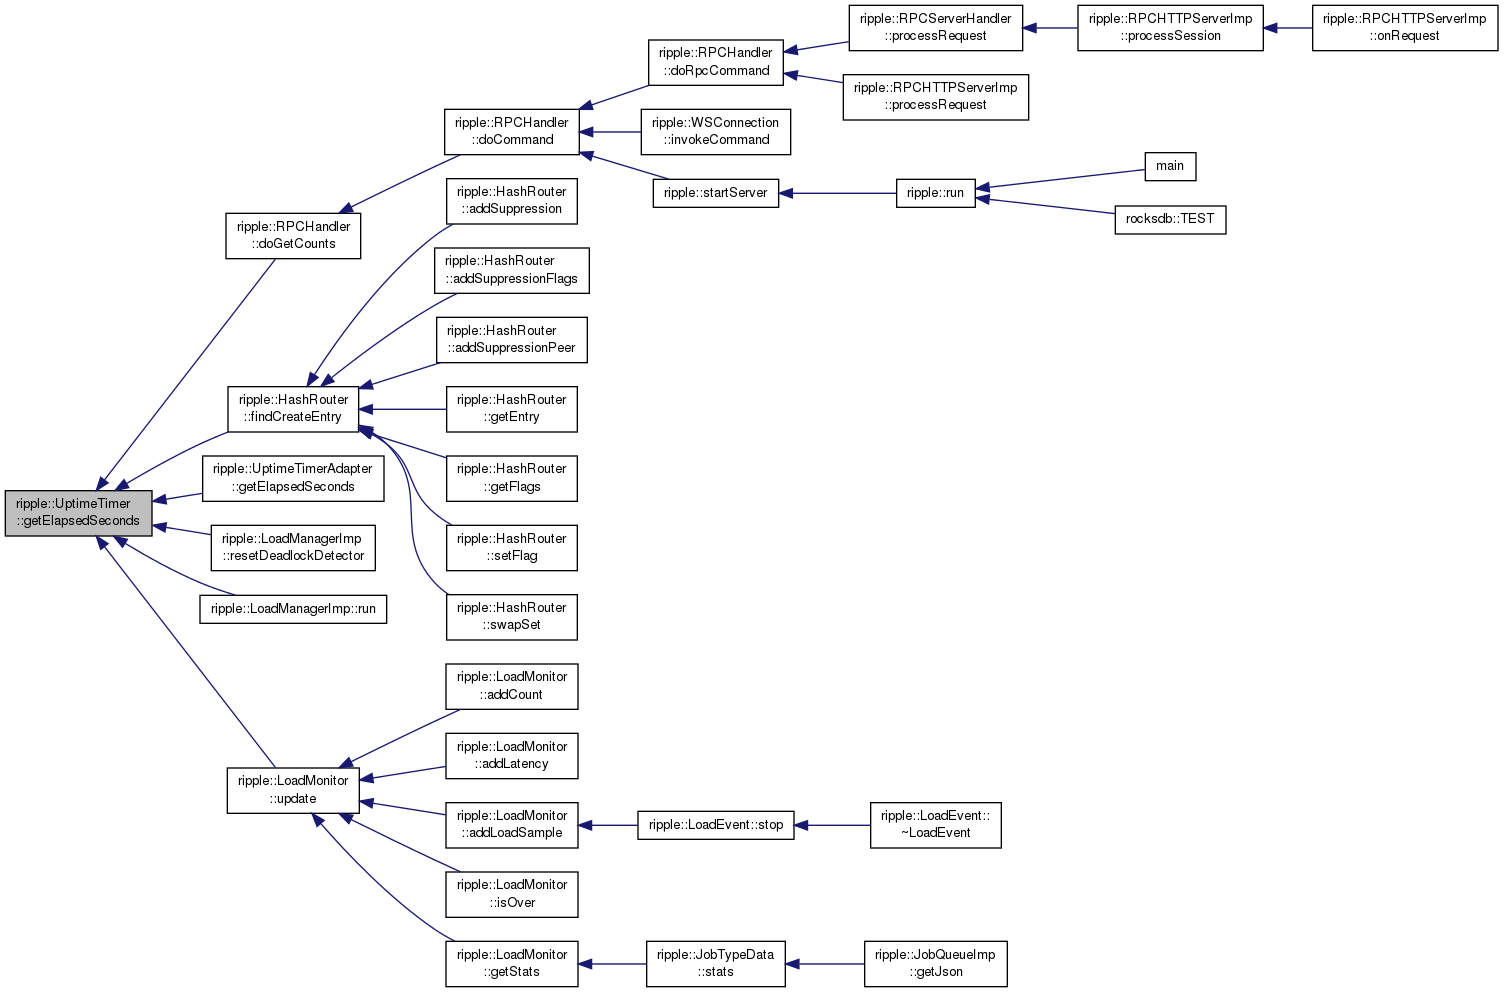 ripple::RPCServerHandler
::processRequest
ripple::RPCHTTPServerImp
::processSession
ripple::RPCHTTPServerImp
::onRequest
ripple::RPCHandler
::doRpcCommand
ripple::RPCHTTPServerImp
::processRequest
ripple::RPCHandler
::doCommand
ripple::WSConnection
::invokeCommand
main
ripple::startServer
ripple::run
rocksdb::TEST
ripple::HashRouter
::addSuppression
ripple::RPCHandler
::doGetCounts
ripple::HashRouter
::addSuppressionFlags
ripple::HashRouter
::addSuppressionPeer
ripple::HashRouter
::findCreateEntry
ripple::HashRouter
::getEntry
ripple::UptimeTimerAdapter
::getElapsedSeconds
ripple::HashRouter
::getFlags
ripple::UptimeTimer
::getElapsedSeconds
ripple::LoadManagerImp
::resetDeadlockDetector
ripple::HashRouter
::setFlag
ripple::LoadManagerImp::run
ripple::HashRouter
::swapSet
ripple::LoadMonitor
::addCount
ripple::LoadMonitor
::addLatency
ripple::LoadMonitor
::update
ripple::LoadMonitor
::addLoadSample
ripple::LoadEvent::stop
ripple::LoadEvent::
~LoadEvent
ripple::LoadMonitor
::isOver
ripple::LoadMonitor
::getStats
ripple::JobTypeData
::stats
ripple::JobQueueImp
::getJson